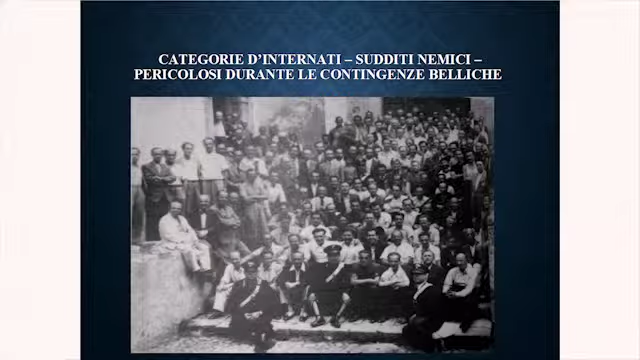 CATEGORIE D'INTERNATI – SUDDITI NEMICI –
PERICOLOSI DURANTE LE CONTINGENZE BELLICHE